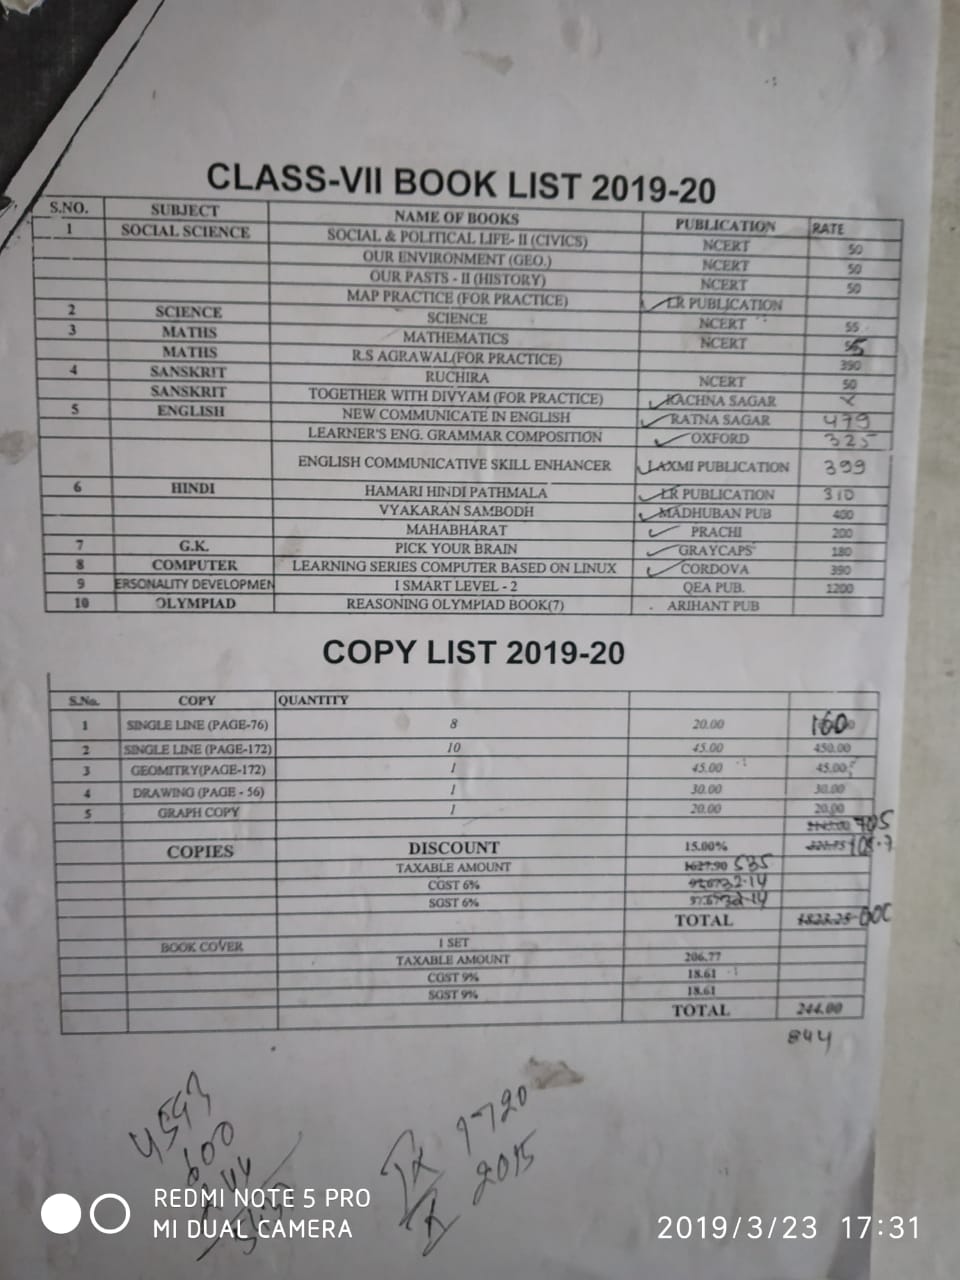 CLASS-VII BOOK LIST 2019-20
S.NO. SUBJECT NAME OF BOOKS PUBLICATION RATE
1 SOCIAL SCIENCE SOCIAL & POLITICAL LIFE- II (CIVICS) NCERT 50
OUR ENVIRONMENT (GEO.) NCERT 50
OUR PASTS - II (HISTORY) NCERT 50
MAP PRACTICE (FOR PRACTICE) LR PUBLICATION
2 SCIENCE SCIENCE NCERT 55
3 MATHS MATHEMATICS NCERT
MATHS R.S AGRAWAL(FOR PRACTICE) 390
4 SANSKRIT RUCHIRA NCERT 50
SANSKRIT TOGETHER WITH DIVYAM (FOR PRACTICE) RACHNA SAGAR
5 ENGLISH NEW COMMUNICATE IN ENGLISH RATNA SAGAR 479
LEARNER'S ENG. GRAMMAR COMPOSITION OXFORD 325
ENGLISH COMMUNICATIVE SKILL ENHANCER LAXMI PUBLICATION 399
6 HINDI HAMARI HINDI PATHMALA LR PUBLICATION 310
VYAKARAN SAMBODH MADHUBAN PUB 400
MAHABHARAT PRACHI 200
7 G.K. PICK YOUR BRAIN GRAYCAPS 180
8 COMPUTER LEARNING SERIES COMPUTER BASED ON LINUX CORDOVA 390
9 ERSONALITY DEVELOPMEN I SMART LEVEL - 2 QEA PUB. 1200
10 OLYMPIAD REASONING OLYMPIAD BOOK(7) ARIHANT PUB
COPY LIST 2019-20
S.No. COPY QUANTITY
1 SINGLE LINE (PAGE-76) 8 20.00 160
2 SINGLE LINE (PAGE-172) 10 45.00 450.00
3 GEOMITRY(PAGE-172) 1 45.00 45.00
4 DRAWING (PAGE - 56) 1 30.00 30.00
5 GRAPH COPY 1 20.00 20.00
705
COPIES DISCOUNT 15.00%
TAXABLE AMOUNT 1627.90 535
CGST 6% 32.14
SGST 6% 32.14
TOTAL 1823.25
BOOK COVER 1 SET
TAXABLE AMOUNT 206.77
CGST 9% 18.61
SGST 9% 18.61
TOTAL 244.00
844
4593
600
1720
2015
REDMI NOTE 5 PRO
MI DUAL CAMERA
2019/3/23 17:31